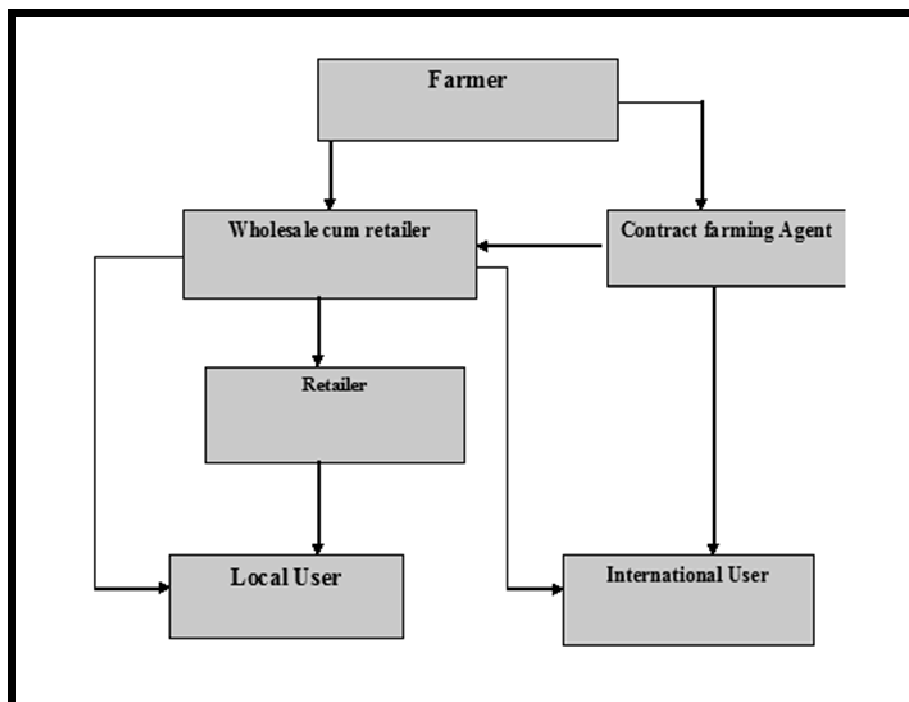 Farmer
Wholesale cum retailer
Contract farming Agent
Retailer
Local User
International User